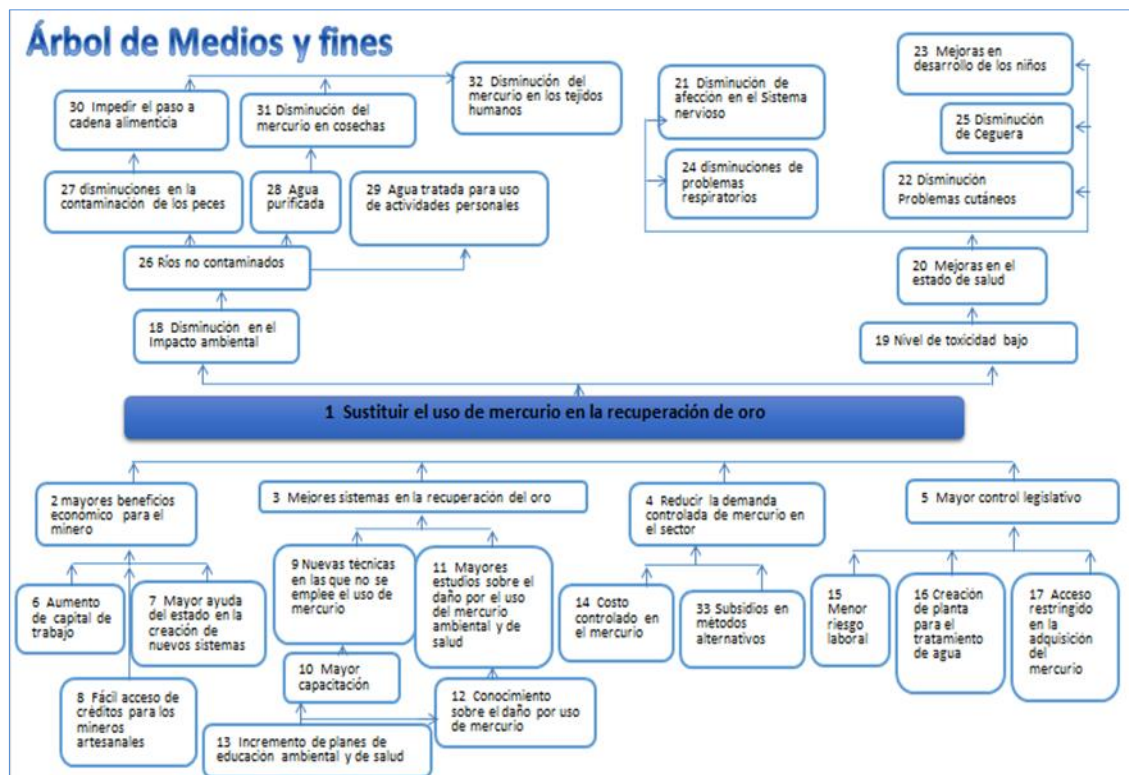 Árbol de Medios y fines
23 Mejoras en
desarrollo de los niños
32 Disminución del
mercurio en los tejidos
humanos
21 Disminución de
afección en el Sistema
nervioso
30 Impedir el paso a
cadena alimenticia
31 Disminución del
mercurio en cosechas
25 Disminución
de Ceguera
24 disminuciones de
problemas
respiratorios
27 disminuciones en la
contaminación de los peces
28 Agua
purificada
29 Agua tratada para uso
de actividades personales
22 Disminución
Problemas cutáneos
26 Ríos no contaminados
20 Mejoras en el
estado de salud
18 Disminución en el
Impacto ambiental
19 Nivel de toxicidad bajo
1 Sustituir el uso de mercurio en la recuperación de oro
2 mayores beneficios
económico para el
minero
3 Mejores sistemas en la recuperación del oro
4 Reducir la demanda
controlada de mercurio en
el sector
5 Mayor control legislativo
6 Aumento
de capital de
trabajo
7 Mayor ayuda
del estado en la
creación de
nuevos sistemas
9 Nuevas técnicas
en las que no se
emplee el uso de
mercurio
11 Mayores
estudios sobre el
daño por el uso
del mercurio
ambiental y de
salud
14 Costo
controlado en
el mercurio
33 Subsidios en
métodos
alternativos
15
Menor
riesgo
laboral
16 Creación
de planta
para el
tratamiento
de agua
17 Acceso
restringido
en la
adquisición
del
mercurio
8 Fácil acceso de
créditos para los
mineros
artesanales
10 Mayor
capacitación
12 Conocimiento
sobre el daño por uso
de mercurio
13 Incremento de planes de
educación ambiental y de salud